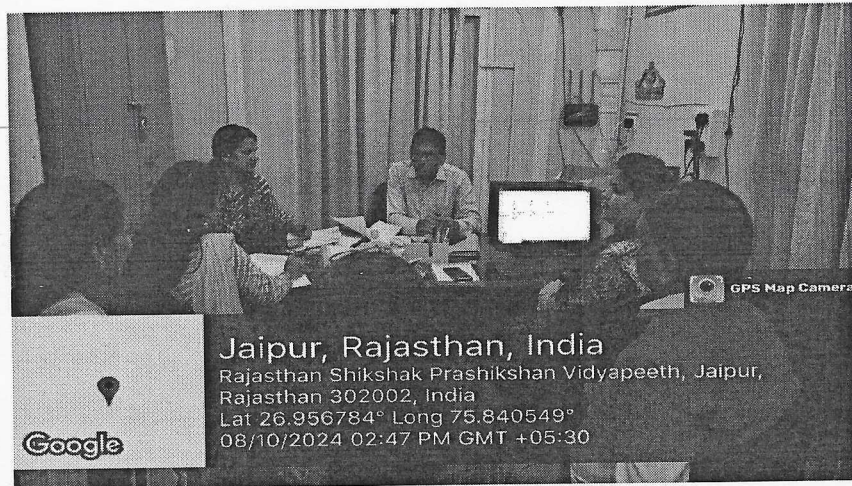 GPS Map Camera
Jaipur, Rajasthan, India
Rajasthan Shikshak Prashikshan Vidyapeeth, Jaipur,
Rajasthan 302002, India
Lat 26.956784° Long 75.840549°
08/10/2024 02:47 PM GMT +05:30
Google